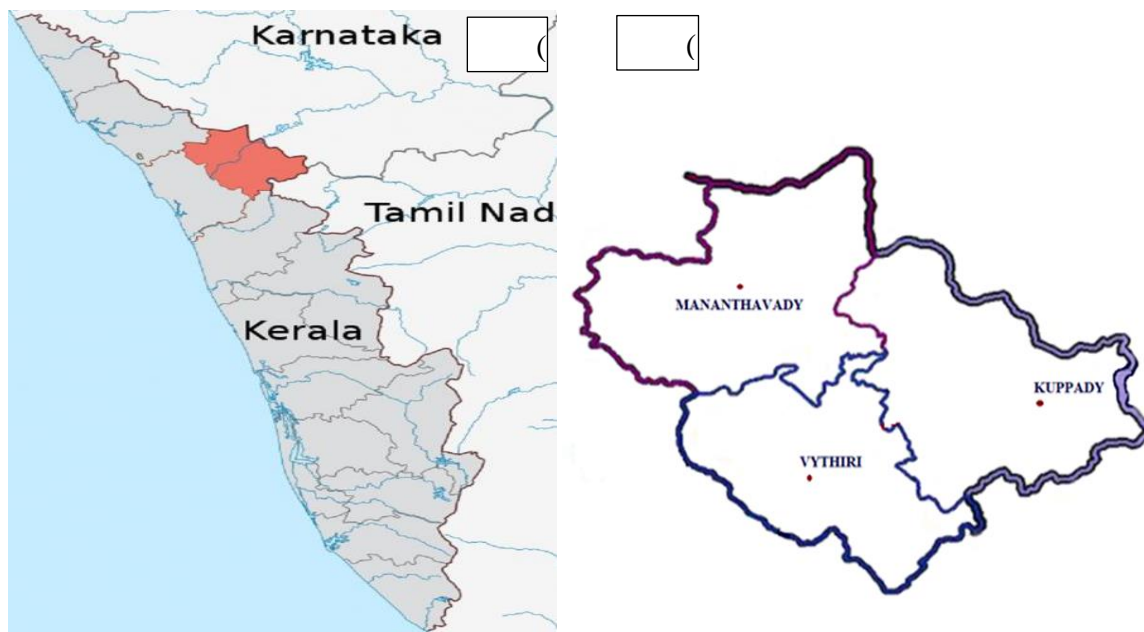 Karnataka
(
(
Tamil Nad
Kerala
MANANTHAVADY
KUPPADY
VYTHIRI